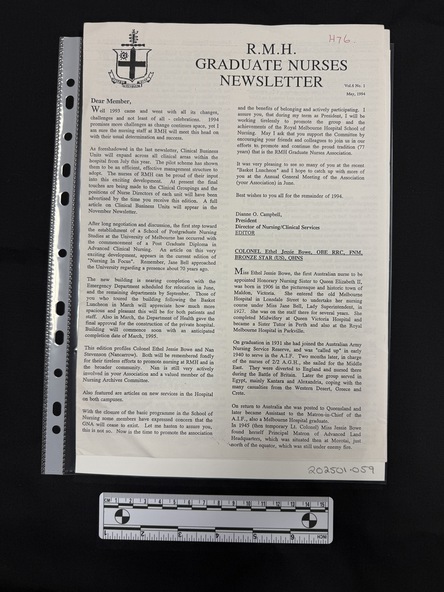 H76
R.M.H.
GRADUATE NURSES
NEWSLETTER
Vol.6 No. 1
May, 1994
Dear Member,
Well 1993 came and went with all its changes,
challenges and not least of all - celebrations. 1994
promises more challenges as change continues space, yet I
am sure the nursing staff at RMH will meet this head on
with their usual determination and success.
As foreshadowed in the last newsletter, Clinical Business
Units will expand across all clinical areas within the
hospital from July this year. The pilot scheme has shown
them to be an efficient, effective management structure to
adopt. The nurses of RMH can be proud of their input
into this exciting development. At present the final
touches are being made to the Clinical Groupings and the
positions of Nurse Directors of each Unit will have been
advertised by the time you receive this edition. A full
article on Clinical Business Units will appear in the
November Newsletter.
After long negotiation and discussion, the first step toward
the establishment of a School of Postgraduate Nursing
Studies at the University of Melbourne has occurred with
the commencement of a Post Graduate Diploma in
Advanced Clinical Nursing. An article on this very
exciting development, appears in the current edition of
"Nursing In Focus". Remember, Jane Bell approached
the University regarding a presence about 70 years ago.
The new building is nearing completion with the
Emergency Department scheduled for relocation in June,
and the remaining departments by September. Those of
you who toured the building following the Basket
Luncheon in March will appreciate how much more
spacious and pleasant this will be for both patients and
staff. Also in March, the Department of Health gave the
final approval for the construction of the private hospital.
Building will commence soon with an anticipated
completion date of March, 1995.
This edition profiles Colonel Ethel Jessie Bowe and Nan
Stevenson (Nancarrow). Both will be remembered fondly
for their tireless efforts to promote nursing at RMH and in
the broader community. Nan is still very actively
involved in your Association and a valued member of the
Nursing Archives Committee.
Also featured are articles on new services in the Hospital
on both campuses.
With the closure of the basic programme in the School of
Nursing some members have expressed concern that the
GNA will cease to exist. Let me hasten to assure you,
this is not so. Now is the time to promote the association
and the benefits of belonging and actively participating. I
assure you, that during my term as President, I will be
working tirelessly to promote the group and the
achievements of the Royal Melbourne Hospital School of
Nursing. May I ask that you support the Committee by
encouraging your friends and colleagues to join us in our
efforts to promote and continue the proud tradition (77
years) that is the RMH Graduate Nurses Association.
It was very pleasing to see so many of you at the recent
"Basket Luncheon" and I hope to catch up with more of
you at the Annual General Meeting of the Association
(your Association) in June.
Best wishes to you all for the remainder of 1994.
Dianne G. Campbell,
President
Director of Nursing/Clinical Services
EDITOR
COLONEL Ethel Jessie Bowe, OBE RRC, FNM,
BRONZE STAR (US), QHNS
Miss Ethel Jessie Bowe, the first Australian nurse to be
appointed Honorary Nursing Sister to Queen Elizabeth II,
was born in 1906 in the picturesque and historic town of
Maldon, Victoria. She entered the old Melbourne
Hospital in Lonsdale Street to undertake her nursing
course under Miss Jane Bell, Lady Superintendent, in
1927. She was on the staff there for several years. She
completed Midwifery at Queen Victoria Hospital and
became a Sister Tutor in Perth and also at the Royal
Melbourne Hospital in Parkville.
On graduation in 1931 she had joined the Australian Army
Nursing Service Reserve, and was "called up" in early
1940 to serve in the A.I.F. Two months later, in charge
of the nurses of 2/2 A.G.H., she sailed for the Middle
East. They were diverted to England and nursed there
during the Battle of Britain. Later the group served in
Egypt, mainly Kantara and Alexandria, coping with the
many casualties from the Western Desert, Greece and
Crete.
On return to Australia she was posted to Queensland and
later became Assistant to the Matron-in-Chief of the
A.I.F., also a Melbourne Hospital graduate.
In 1945 (then temporary Lt. Colonel) Miss Jessie Bowe
found herself Principal Matron of Advanced Land
Headquarters, which was situated then at Morotai, just
north of the equator, which was still under enemy fire.
202501-059